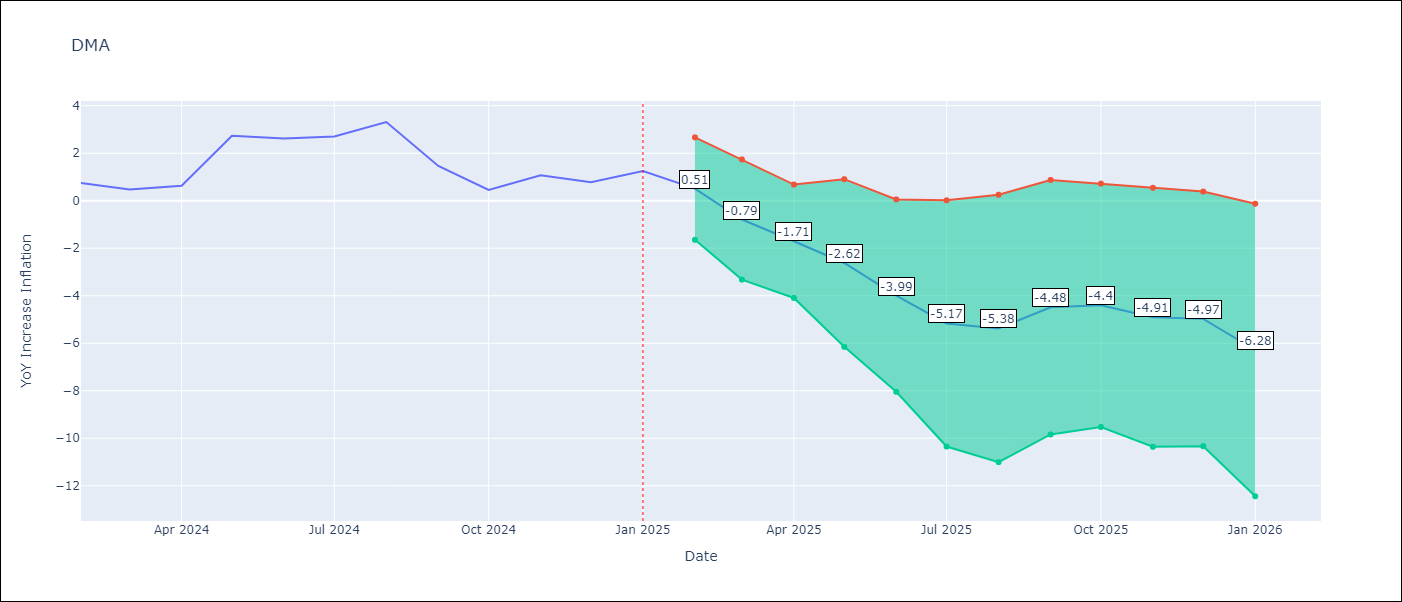 DMA
YoY Increase Inflation
4
2
0
−2
−4
−6
−8
−10
−12
0.51
-0.79
-1.71
-2.62
-3.99
-5.17
-5.38
-4.48
-4.4
-4.91
-4.97
-6.28
Apr 2024
Jul 2024
Oct 2024
Jan 2025
Apr 2025
Jul 2025
Oct 2025
Jan 2026
Date